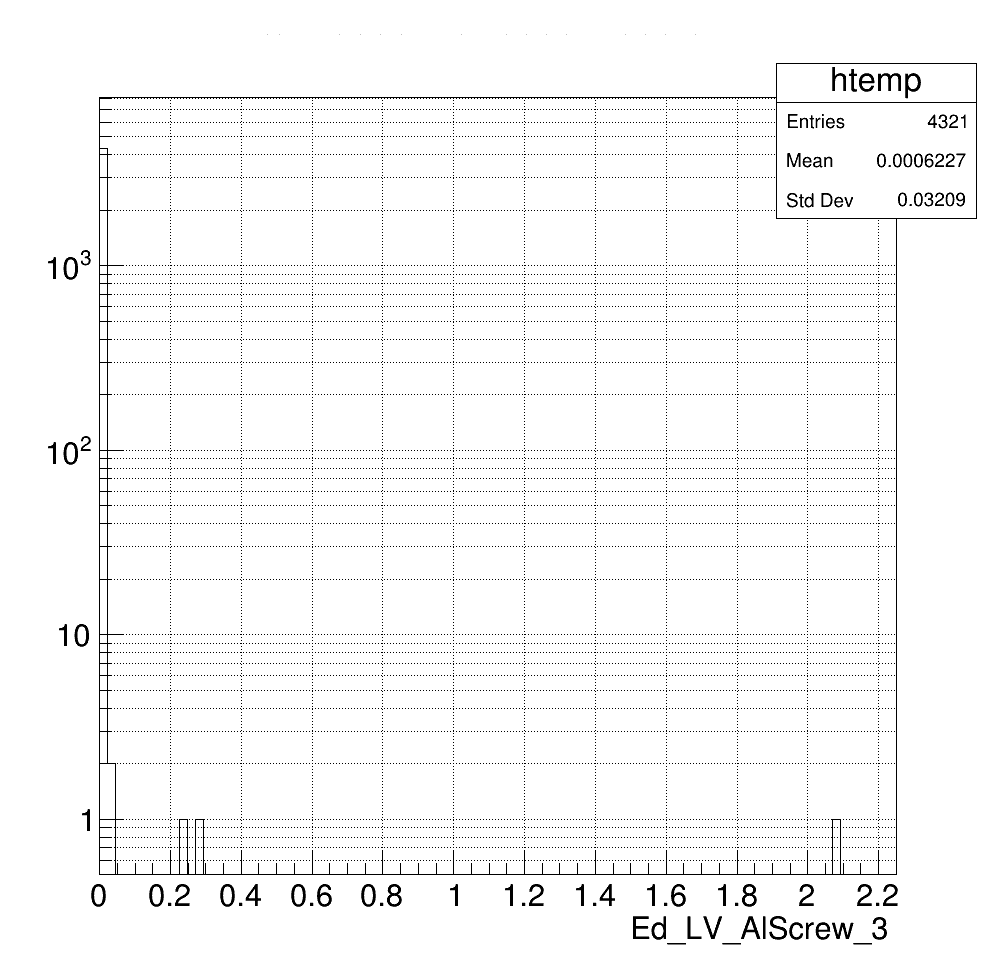 htemp
Entries 4321
Mean 0.0006227
Std Dev 0.03209
10³
10²
10
1
0 0.2 0.4 0.6 0.8 1 1.2 1.4 1.6 1.8 2 2.2
Ed_LV_AlScrew_3